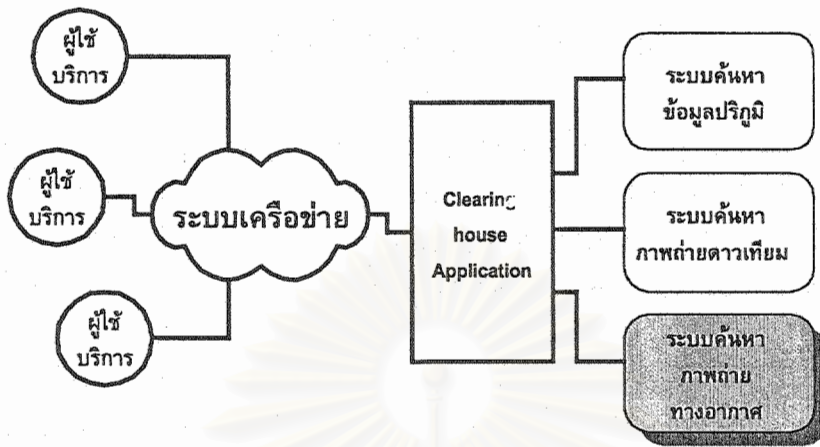 ผู้ใช้
บริการ
ผู้ใช้
บริการ
ผู้ใช้
บริการ
ระบบเครือข่าย
Clearing
house
Application
ระบบค้นหา
ข้อมูลปริภูมิ
ระบบค้นหา
ภาพถ่ายดาวเทียม
ระบบค้นหา
ภาพถ่าย
ทางอากาศ